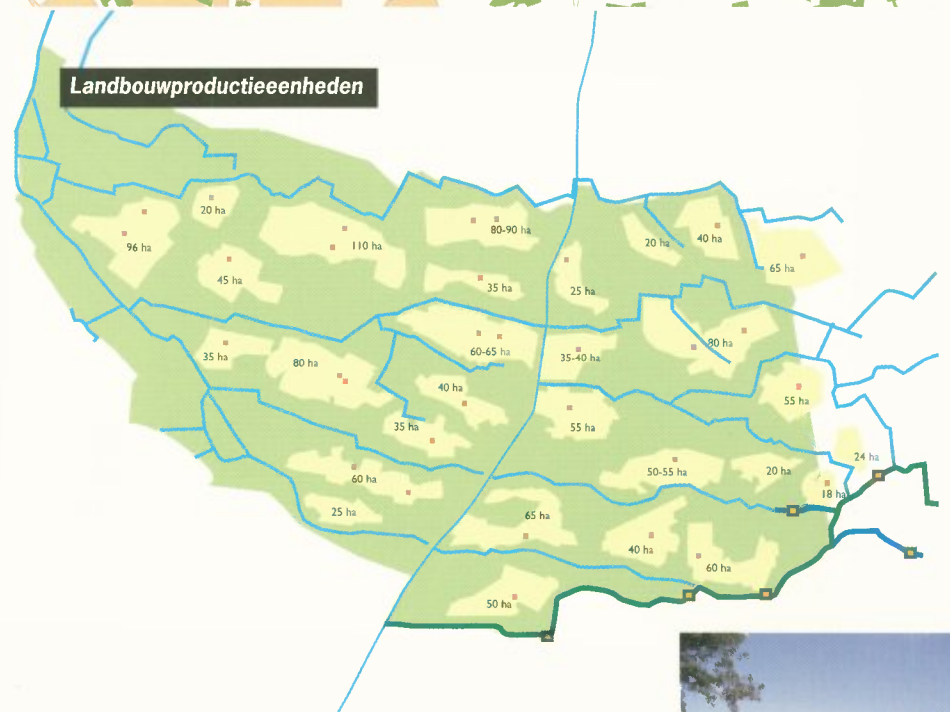 Landbouwproductieeenheden
20 ha
96 ha
110 ha
80-90 ha
20 ha
40 ha
65 ha
45 ha
35 ha
25 ha
35 ha
80 ha
60-65 ha
35-40 ha
80 ha
40 ha
55 ha
35 ha
55 ha
60 ha
50-55 ha
20 ha
24 ha
18 ha
25 ha
65 ha
40 ha
60 ha
50 ha